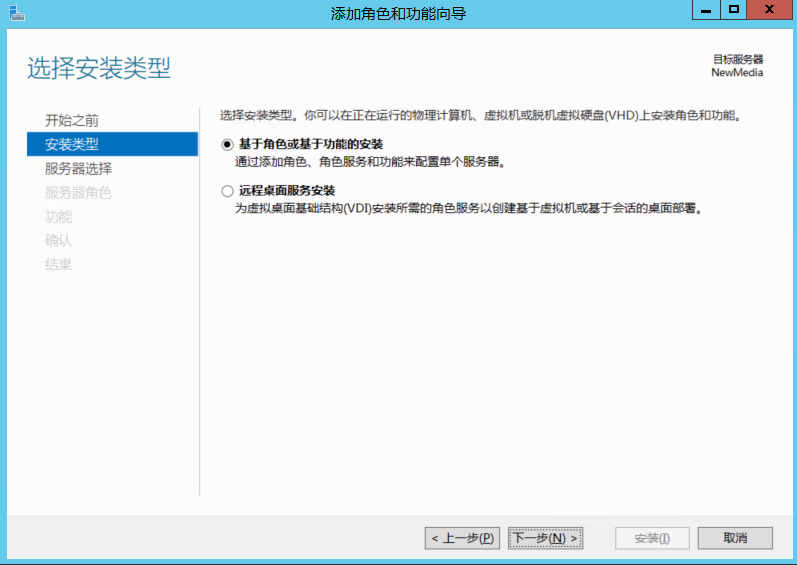 添加角色和功能向导
选择安装类型
目标服务器
NewMedia
开始之前
安装类型
服务器选择
服务器角色
功能
确认
结果
选择安装类型。你可以在正在运行的物理计算机、虚拟机或脱机虚拟硬盘(VHD)上安装角色和功能。
基于角色或基于功能的安装
通过添加角色、角色服务和功能来配置单个服务器。
远程桌面服务安装
为虚拟桌面基础结构(VDI)安装所需的角色服务以创建基于虚拟机或基于会话的桌面部署。
< 上一步(P)
下一步(N) >
安装(I)
取消